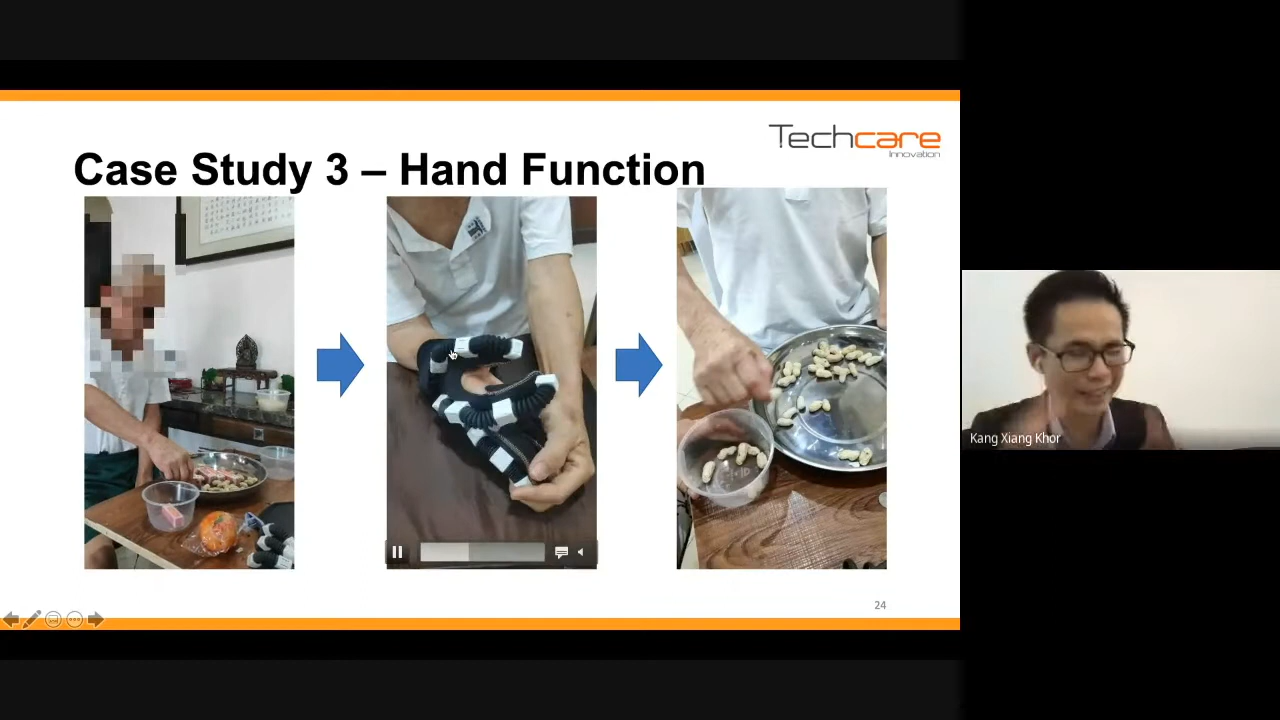 Techcare
Innovation
Case Study 3 – Hand Function
24
Kang Xiang Khor